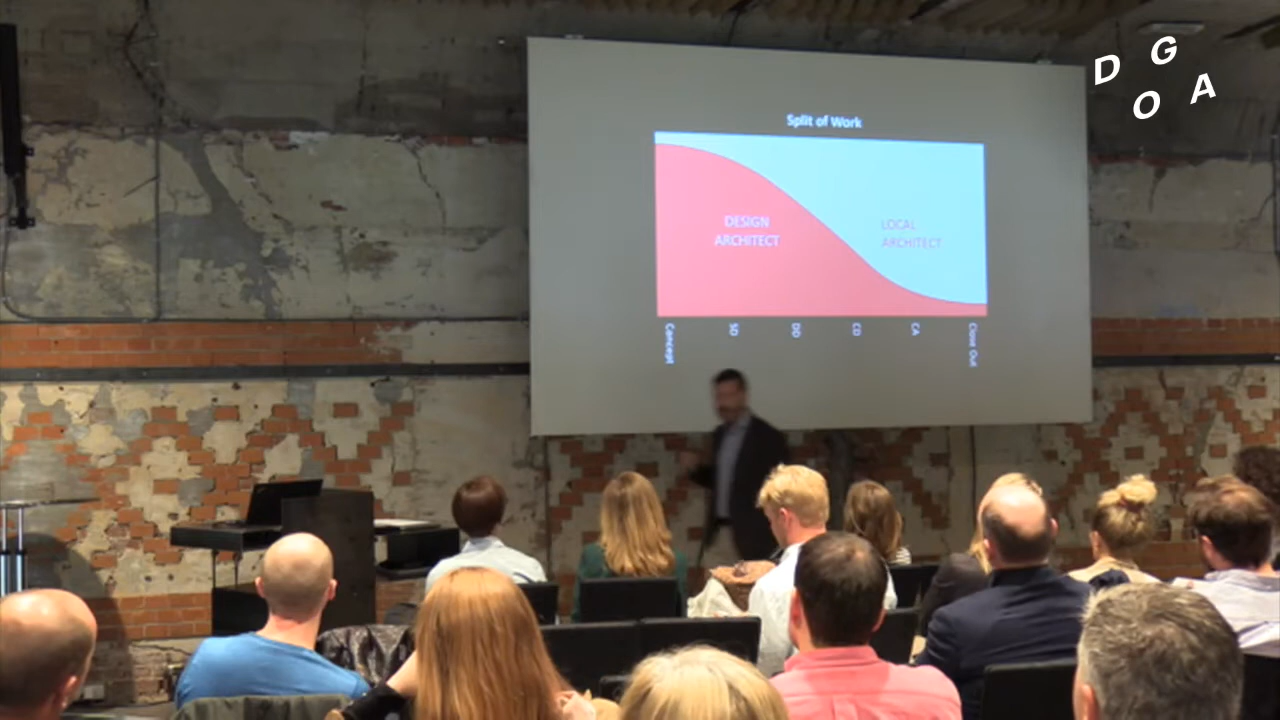 D G
O A
Split of Work
DESIGN
ARCHITECT
LOCAL
ARCHITECT
Concept
SD
DD
CD
CA
Close Out